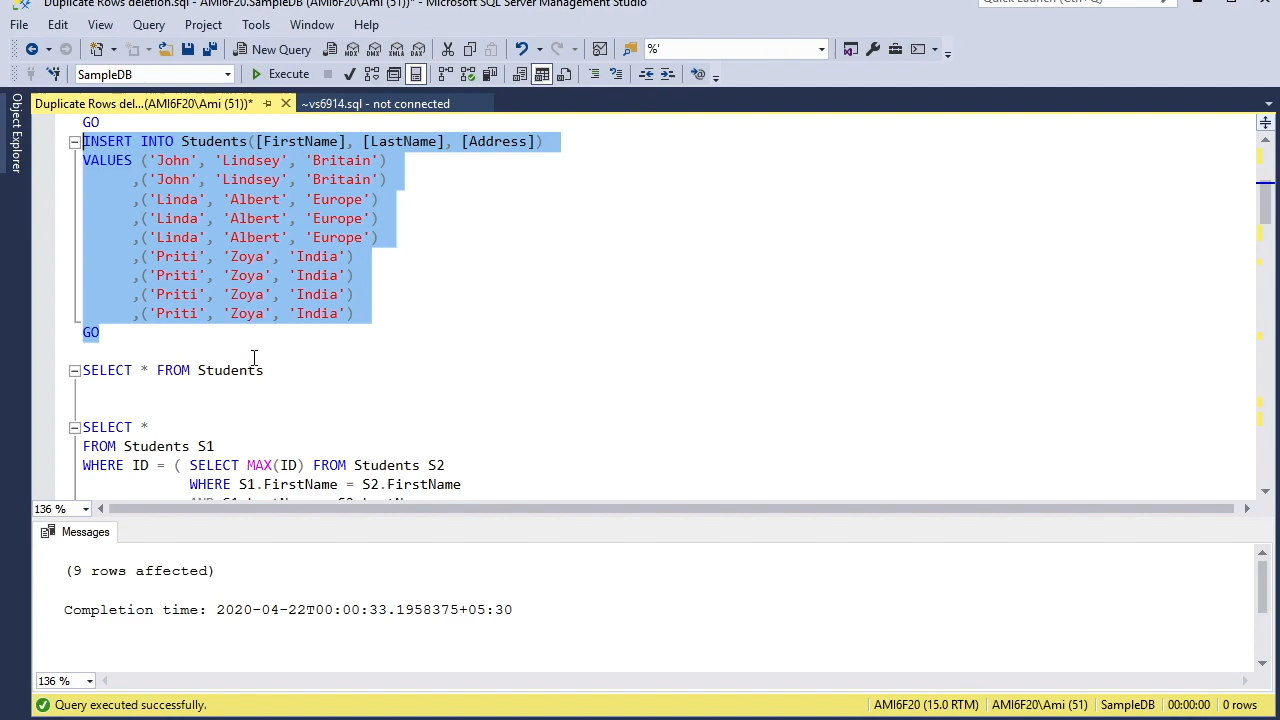 Duplicate Rows deletion.sql - AMI6F20.SampleDB (AMI6F20\Ami (51))* - Microsoft SQL Server Management Studio
Quick Launch (Ctrl+Q)
File Edit View Query Project Tools Window Help
New Query
%'
SampleDB
Execute
Object Explorer
Duplicate Rows del...(AMI6F20\Ami (51))*
~vs6914.sql - not connected
GO
INSERT INTO Students([FirstName], [LastName], [Address])
VALUES ('John', 'Lindsey', 'Britain')
,('John', 'Lindsey', 'Britain')
,('Linda', 'Albert', 'Europe')
,('Linda', 'Albert', 'Europe')
,('Linda', 'Albert', 'Europe')
,('Priti', 'Zoya', 'India')
,('Priti', 'Zoya', 'India')
,('Priti', 'Zoya', 'India')
,('Priti', 'Zoya', 'India')
GO
SELECT * FROM Students
SELECT *
FROM Students S1
WHERE ID = ( SELECT MAX(ID) FROM Students S2
WHERE S1.FirstName = S2.FirstName
136 %
Messages
(9 rows affected)
Completion time: 2020-04-22T00:00:33.1958375+05:30
136 %
Query executed successfully.
AMI6F20 (15.0 RTM) AMI6F20\Ami (51) SampleDB 00:00:00 0 rows